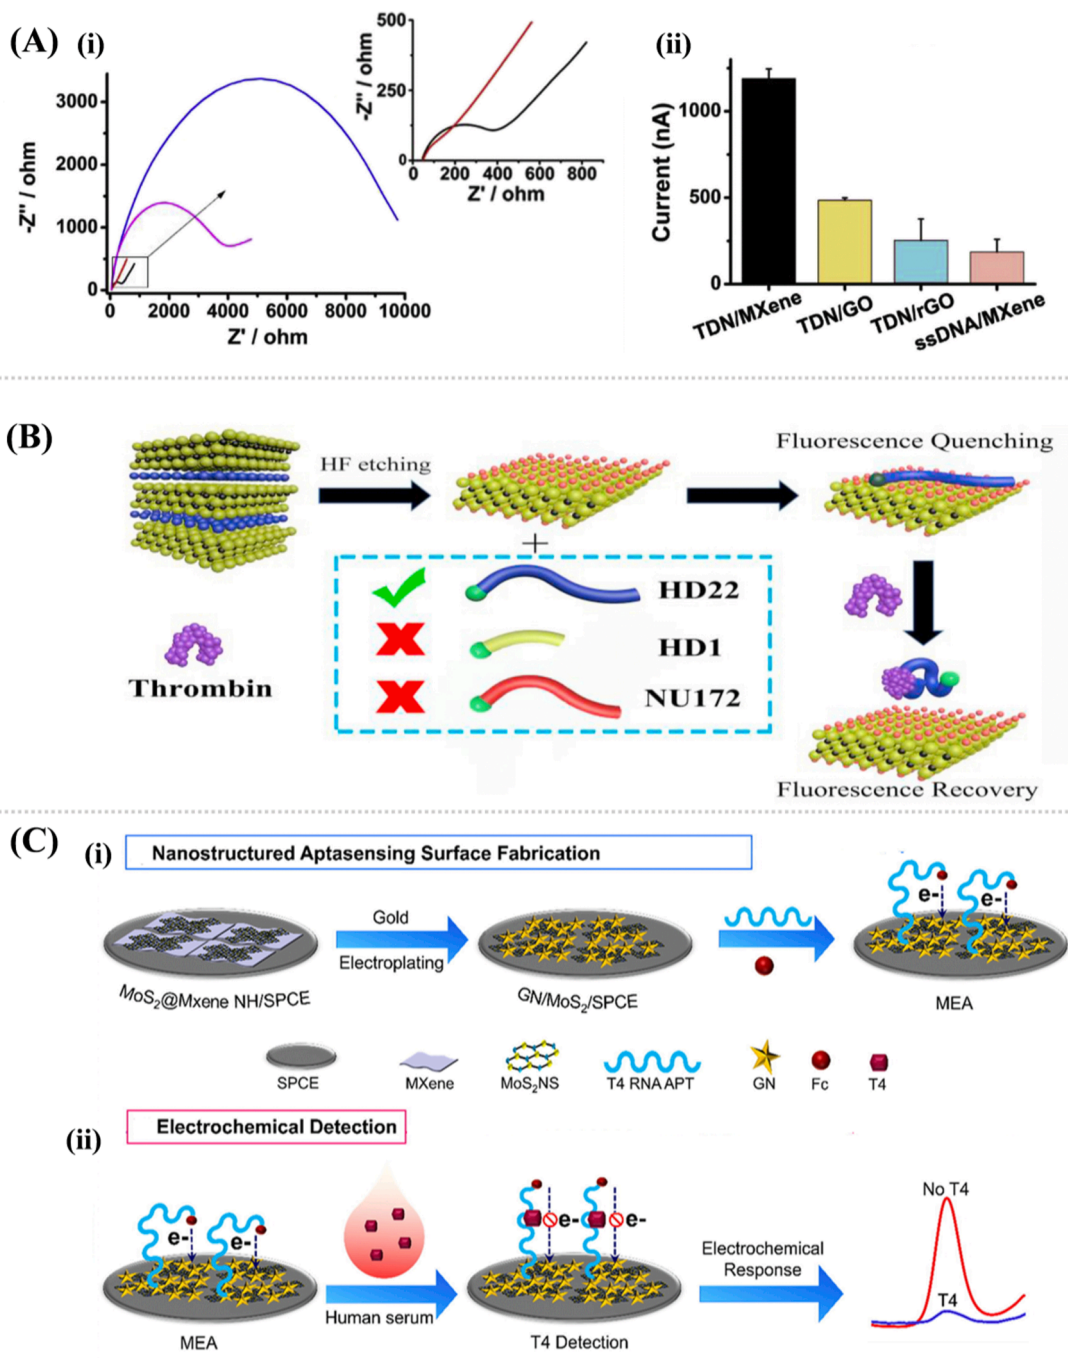 (A) (i)
-Z'' / ohm
3000
2000
1000
0
0 2000 4000 6000 8000 10000
Z' / ohm
-Z'' / ohm
500
250
0
0 200 400 600 800
Z' / ohm
(ii)
Current (nA)
1000
500
0
TDN/MXene
TDN/GO
TDN/rGO
ssDNA/MXene
(B)
HF etching
Fluorescence Quenching
+
HD22
HD1
NU172
Thrombin
Fluorescence Recovery
(C) (i)
Nanostructured Aptasensing Surface Fabrication
Gold
Electroplating
e-
e-
MoS2@Mxene NH/SPCE
GN/MoS2/SPCE
MEA
SPCE
MXene
MoS2NS
T4 RNA APT
GN
Fc
T4
(ii)
Electrochemical Detection
e-
e-
MEA
Human serum
e-
e-
T4 Detection
Electrochemical
Response
No T4
T4